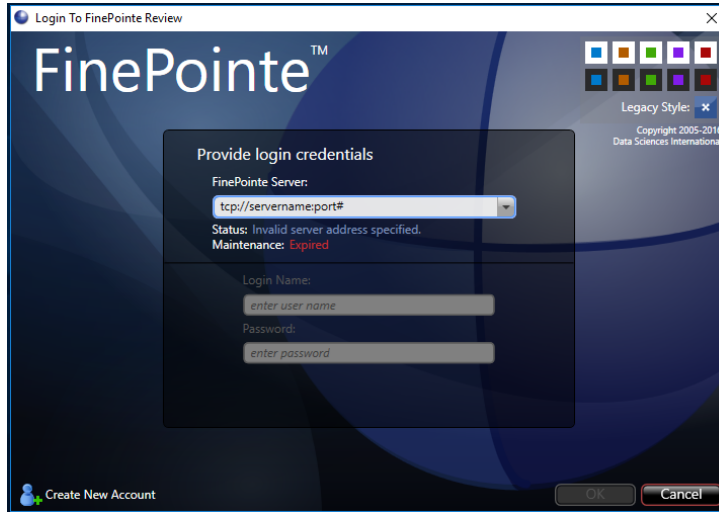 Login To FinePointe Review
FinePointe™
Legacy Style:
Copyright 2005-2016
Data Sciences International
Provide login credentials
FinePointe Server:
tcp://servername:port#
Status: Invalid server address specified.
Maintenance: Expired
Login Name:
enter user name
Password:
enter password
Create New Account
OK
Cancel